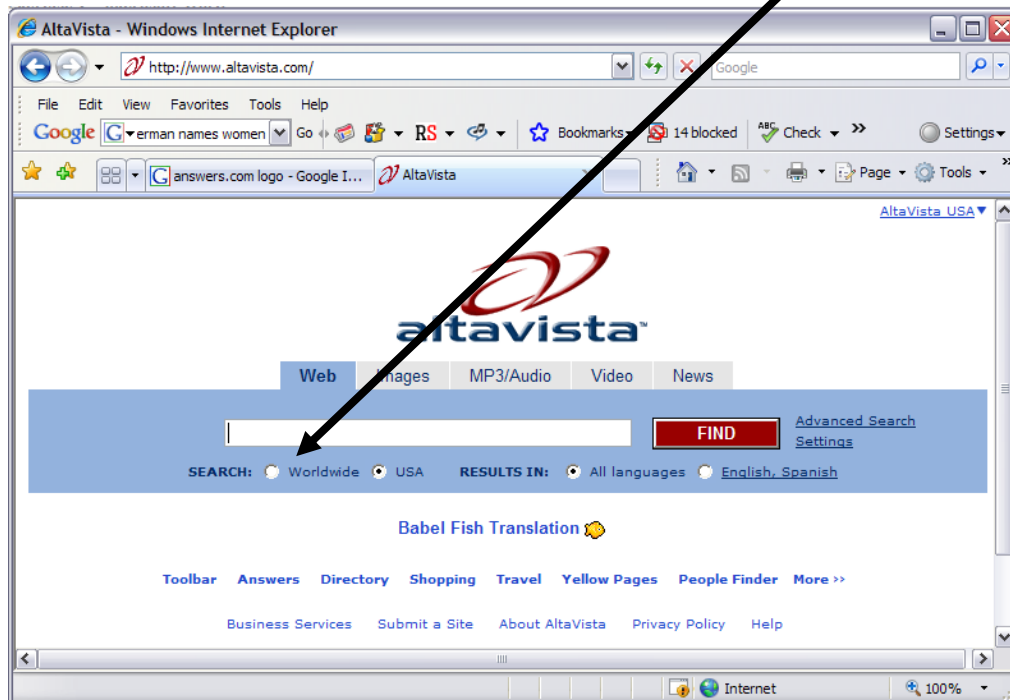 AltaVista - Windows Internet Explorer
http://www.altavista.com/ Google
File Edit View Favorites Tools Help
Google G erman names women Go RS Bookmarks 14 blocked ABC Check » Settings
G answers.com logo - Google I... AltaVista Page Tools »
AltaVista USA
altavista
Web Images MP3/Audio Video News
FIND Advanced Search
Settings
SEARCH: Worldwide USA RESULTS IN: All languages English, Spanish
Babel Fish Translation
Toolbar Answers Directory Shopping Travel Yellow Pages People Finder More >>
Business Services Submit a Site About AltaVista Privacy Policy Help
Internet 100%